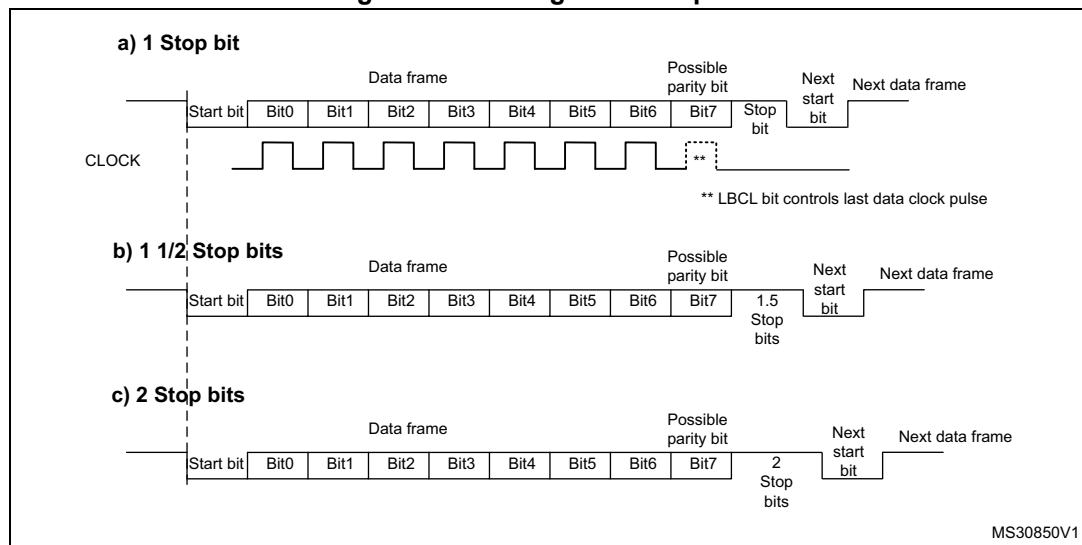 a) 1 Stop bit
Data frame
Possible
parity bit
Next
start
bit
Next data frame
Start bit Bit0 Bit1 Bit2 Bit3 Bit4 Bit5 Bit6 Bit7 Stop
bit
CLOCK
**
** LBCL bit controls last data clock pulse
b) 1 1/2 Stop bits
Data frame
Possible
parity bit
Next
start
bit
Next data frame
Start bit Bit0 Bit1 Bit2 Bit3 Bit4 Bit5 Bit6 Bit7 1.5
Stop
bits
c) 2 Stop bits
Data frame
Possible
parity bit
Next
start
bit
Next data frame
Start bit Bit0 Bit1 Bit2 Bit3 Bit4 Bit5 Bit6 Bit7 2
Stop
bits
MS30850V1